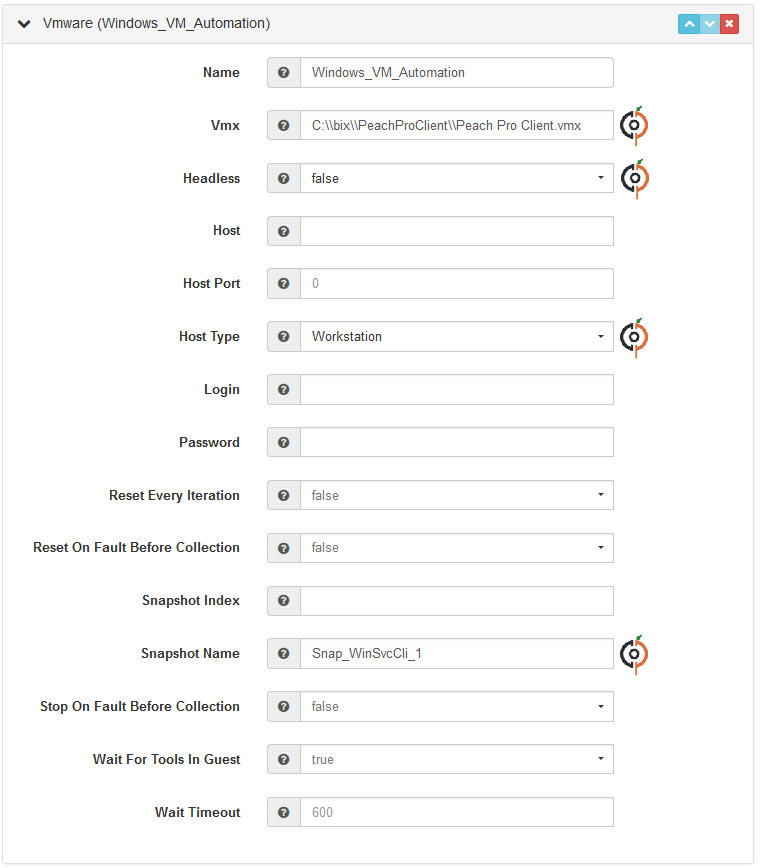 Vmware (Windows_VM_Automation)
Name Windows_VM_Automation
Vmx C:\\bix\\PeachProClient\\Peach Pro Client.vmx
Headless false
Host
Host Port 0
Host Type Workstation
Login
Password
Reset Every Iteration false
Reset On Fault Before Collection false
Snapshot Index
Snapshot Name Snap_WinSvcCli_1
Stop On Fault Before Collection false
Wait For Tools In Guest true
Wait Timeout 600